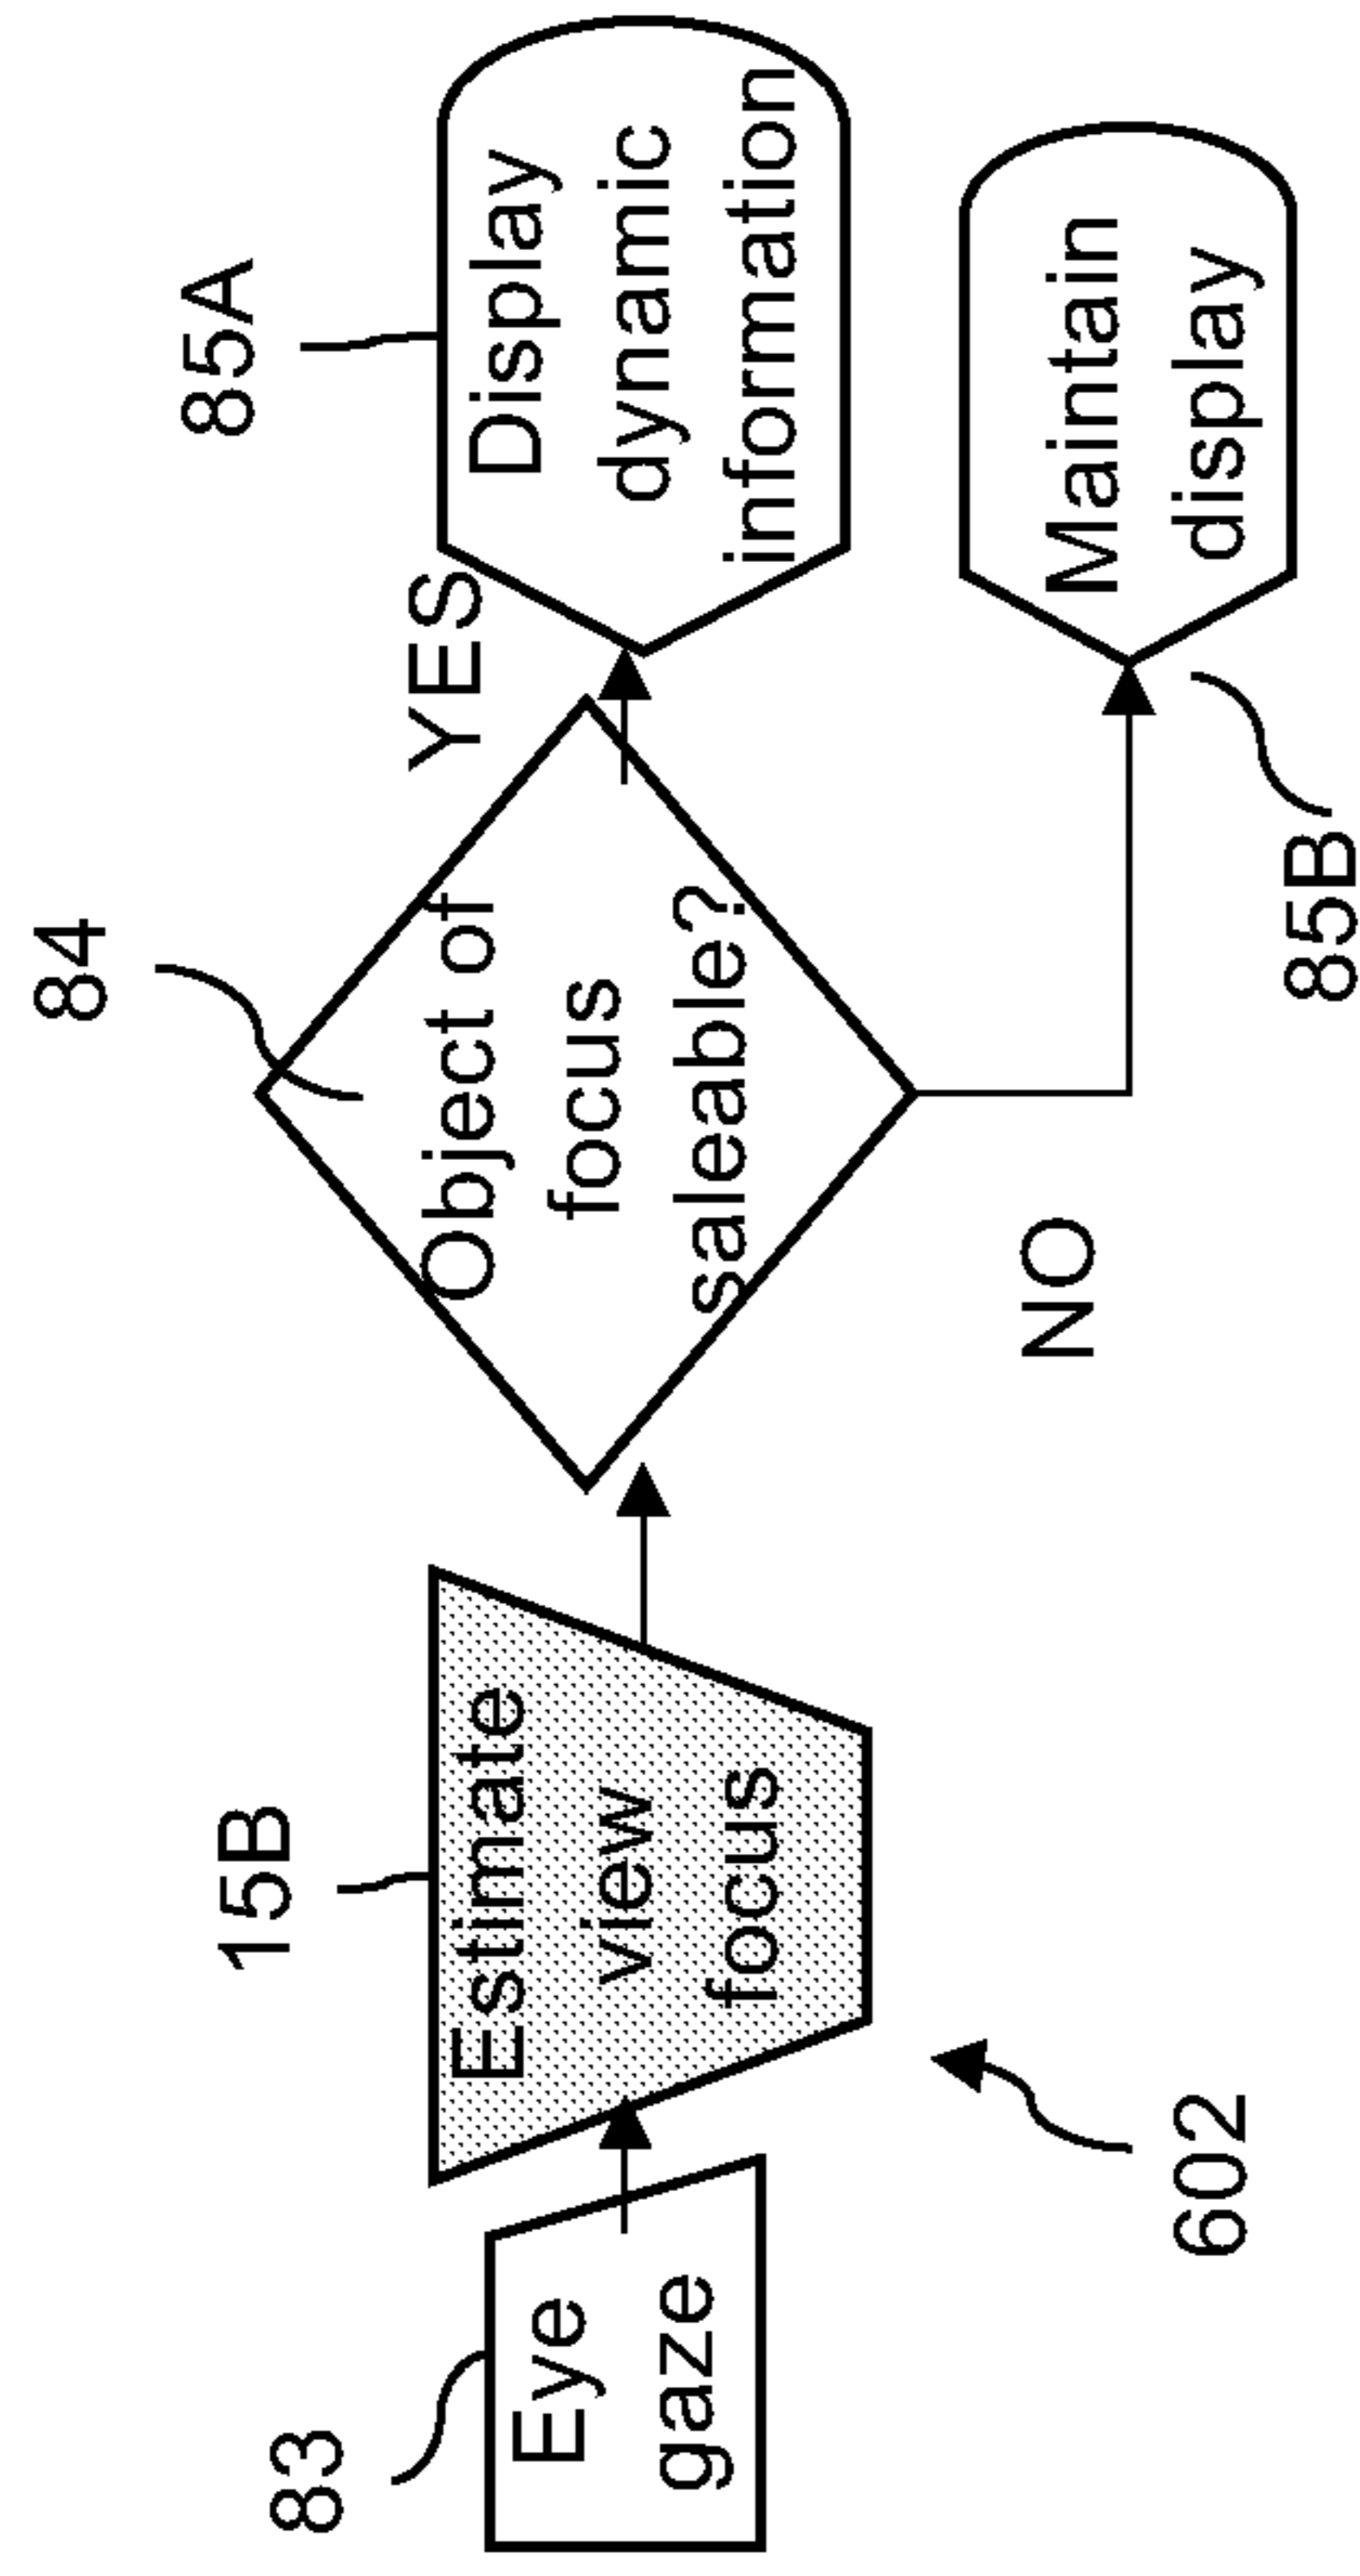 83
Eye
gaze
15B
Estimate
view
focus
602
84
Object of
focus
saleable?
YES
NO
85A
Display
dynamic
information
85B
Maintain
display